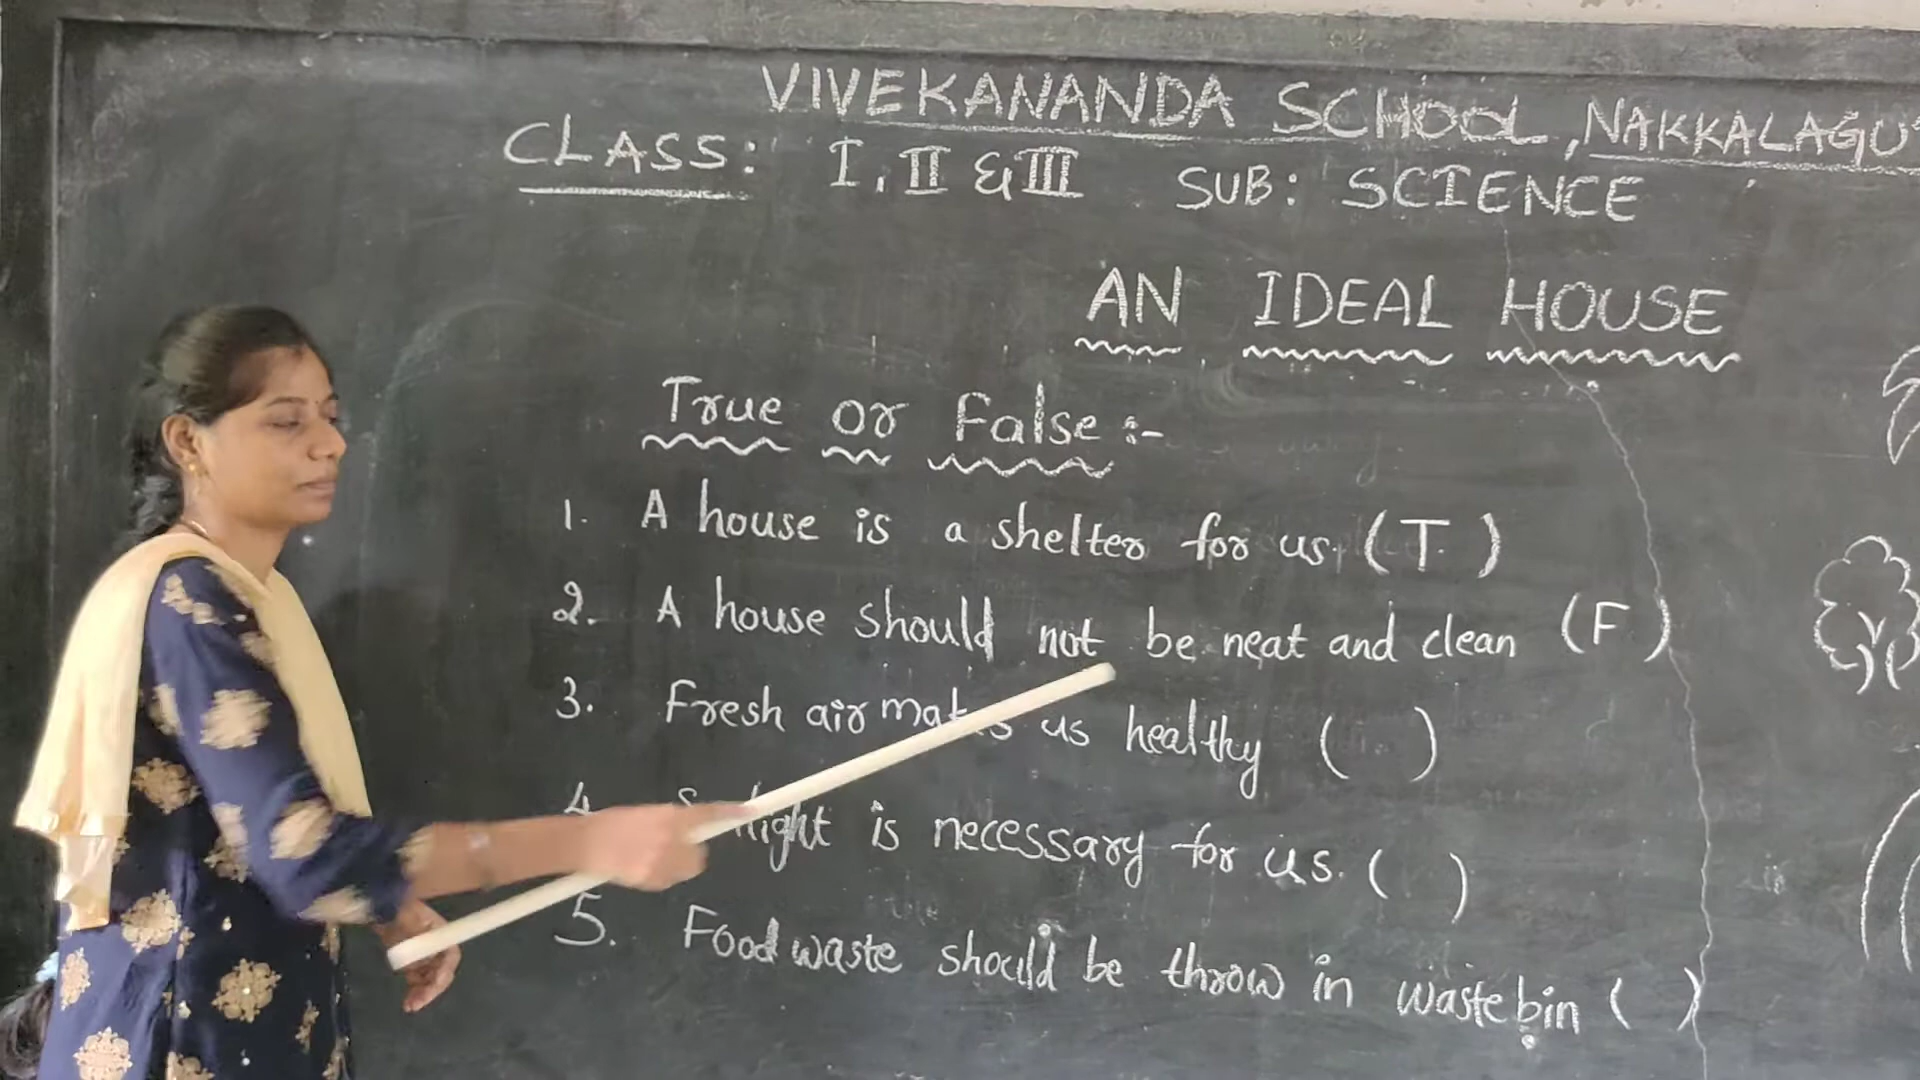 VIVEKANANDA SCHOOL, NAKKALAGU
CLASS: I, II & III SUB: SCIENCE
AN IDEAL HOUSE
True or False :-
1. A house is a shelter for us. (T. )
2. A house should not be neat and clean (F )
3. Fresh air makes us healthy ( )
4. Sunlight is necessary for us. ( )
5. Food waste should be throw in waste bin ( )